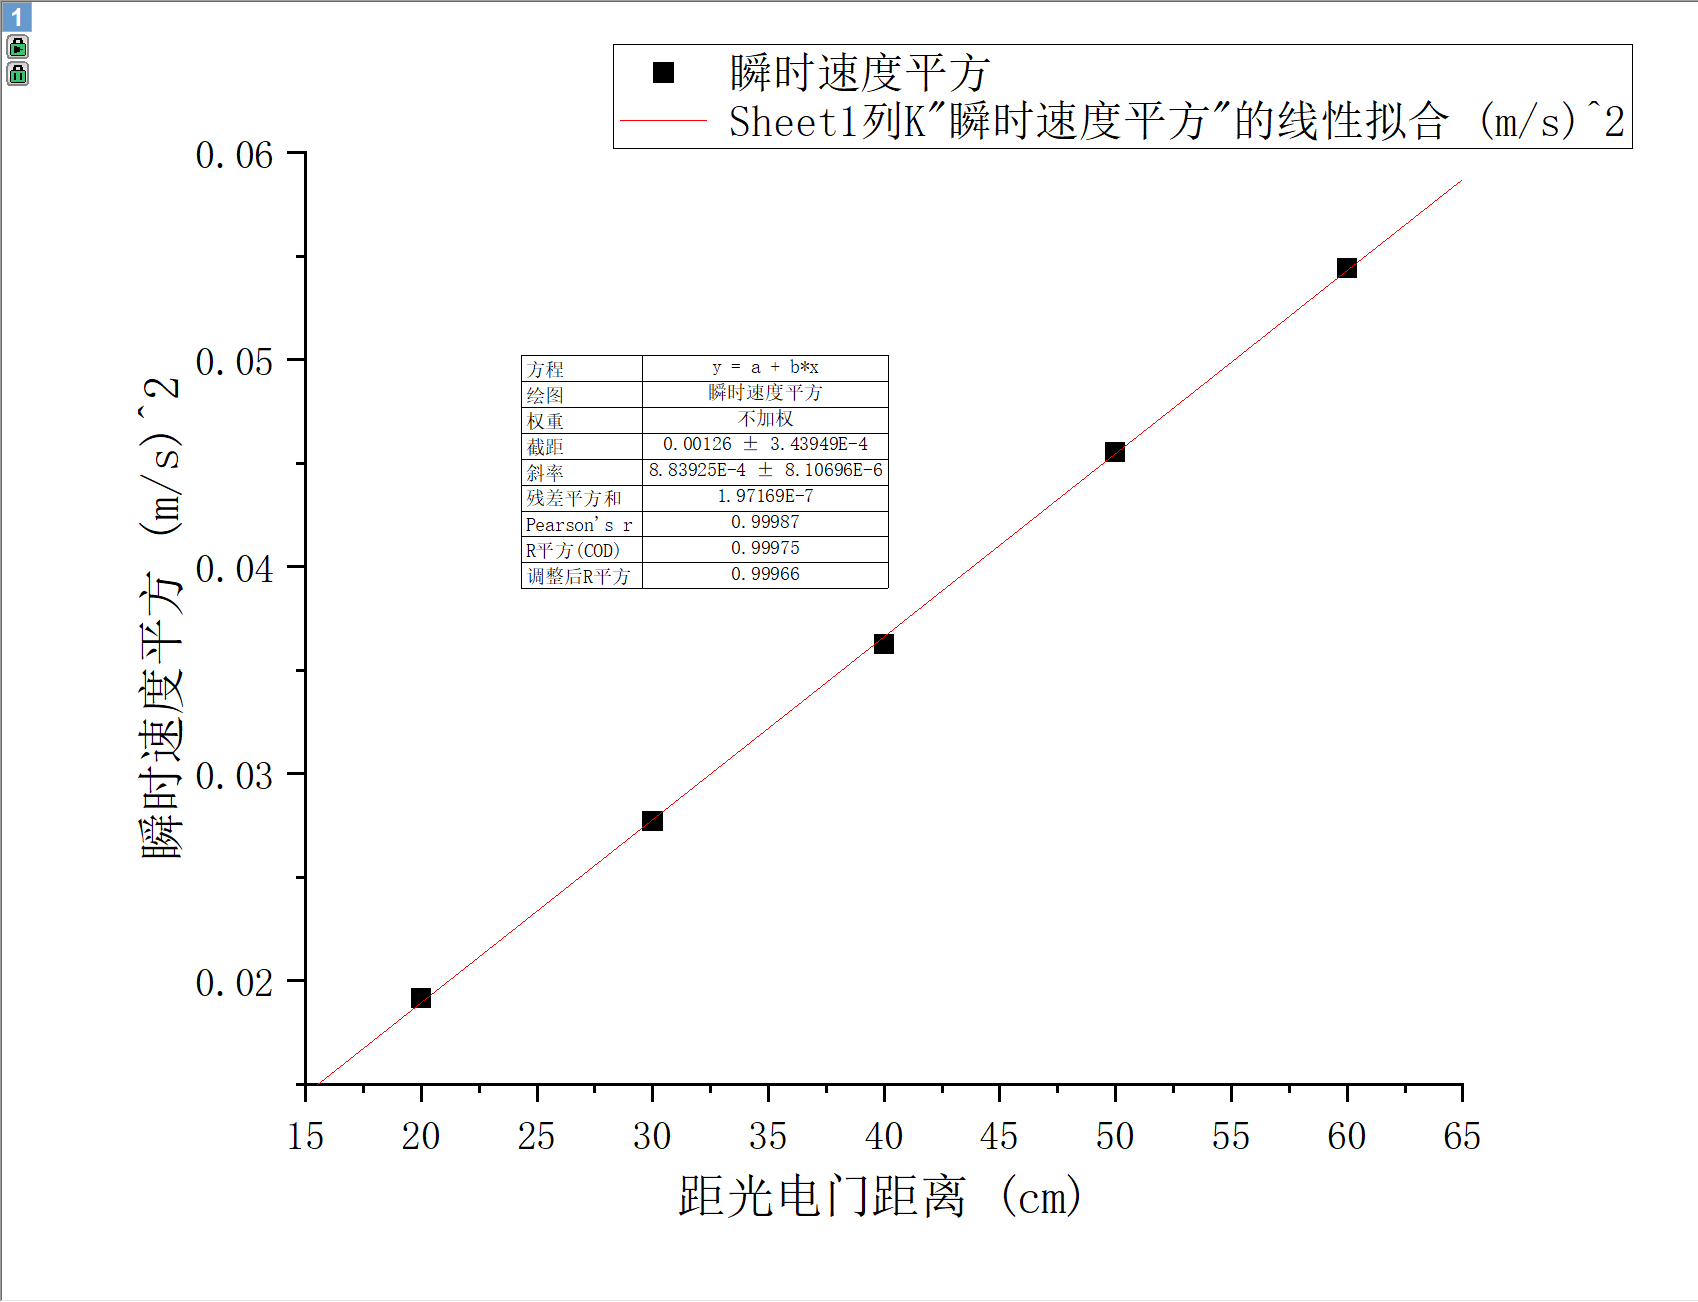 1
瞬时速度平方
Sheet1列K"瞬时速度平方"的线性拟合 (m/s)^2
0.06
0.05
0.04
0.03
0.02
瞬时速度平方 (m/s)^2
方程 y = a + b*x
绘图 瞬时速度平方
权重 不加权
截距 0.00126 ± 3.43949E-4
斜率 8.83925E-4 ± 8.10696E-6
残差平方和 1.97169E-7
Pearson's r 0.99987
R平方(COD) 0.99975
调整后R平方 0.99966
15 20 25 30 35 40 45 50 55 60 65
距光电门距离 (cm)